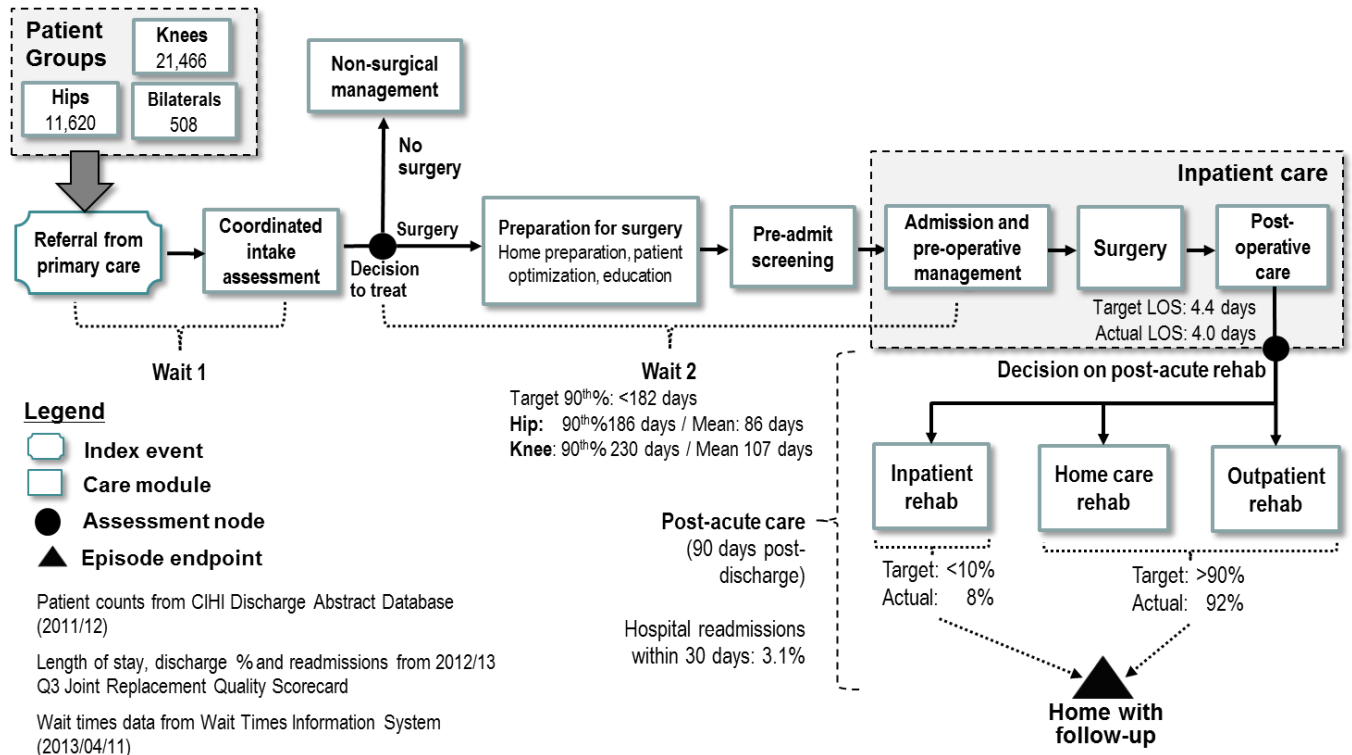 Patient
Groups
Knees
21,466
Hips
11,620
Bilaterals
508
Non-surgical
management
No
surgery
Referral from
primary care
Coordinated
intake
assessment
Surgery
Decision
to treat
Preparation for surgery
Home preparation, patient
optimization, education
Pre-admit
screening
Inpatient care
Admission and
pre-operative
management
Surgery
Post-
operative
care
Target LOS: 4.4 days
Actual LOS: 4.0 days
Wait 1
Wait 2
Target 90th%: <182 days
Hip: 90th%186 days / Mean: 86 days
Knee: 90th% 230 days / Mean 107 days
Decision on post-acute rehab
Inpatient
rehab
Home care
rehab
Outpatient
rehab
Post-acute care
(90 days post-
discharge)
Hospital readmissions
within 30 days: 3.1%
Target: <10%
Actual: 8%
Target: >90%
Actual: 92%
Home with
follow-up
Legend
Index event
Care module
Assessment node
Episode endpoint
Patient counts from CIHI Discharge Abstract Database
(2011/12)
Length of stay, discharge % and readmissions from 2012/13
Q3 Joint Replacement Quality Scorecard
Wait times data from Wait Times Information System
(2013/04/11)